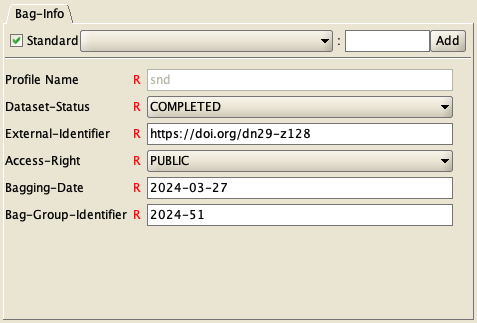 Bag-Info
Standard : Add
Profile Name R snd
Dataset-Status R COMPLETED
External-Identifier R https://doi.org/dn29-z128
Access-Right R PUBLIC
Bagging-Date R 2024-03-27
Bag-Group-Identifier R 2024-51